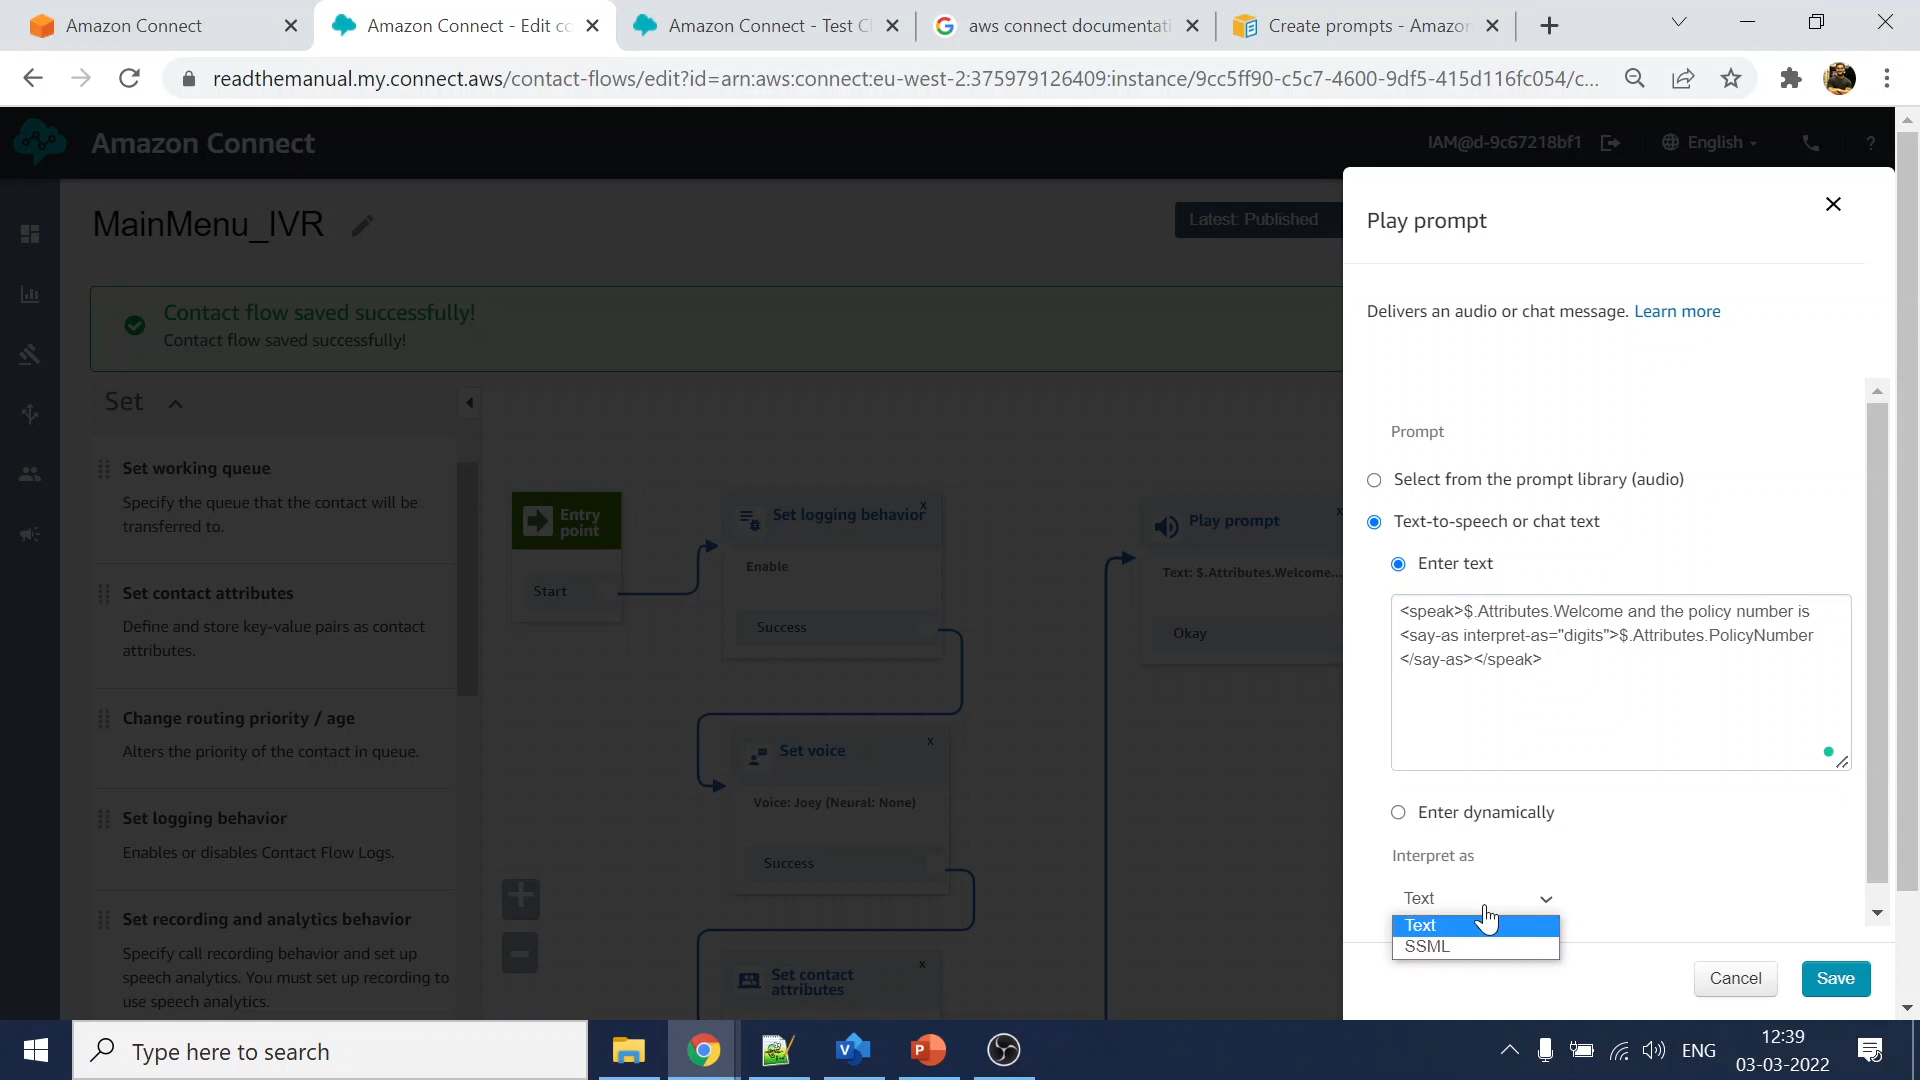 Amazon Connect
Amazon Connect - Edit co
Amazon Connect - Test C
aws connect documentati
Create prompts - Amazon
readthemanual.my.connect.aws/contact-flows/edit?id=arn:aws:connect:eu-west-2:375979126409:instance/9cc5ff90-c5c7-4600-9df5-415d116fc054/c...
Amazon Connect
IAM@d-9c67218bf1
English
?
MainMenu_IVR
Latest: Published
Contact flow saved successfully!
Contact flow saved successfully!
Set
Set working queue
Specify the queue that the contact will be
transferred to.
Set contact attributes
Define and store key-value pairs as contact
attributes.
Change routing priority / age
Alters the priority of the contact in queue.
Set logging behavior
Enables or disables Contact Flow Logs.
Set recording and analytics behavior
Specify call recording behavior and set up
speech analytics. You must set up recording to
use speech analytics.
Entry
point
Start
Set logging behavior
x
Enable
Success
Set voice
x
Voice: Joey (Neural: None)
Success
Set contact
attributes
x
Play prompt
x
Text: $.Attributes.Welcome...
Okay
Play prompt
Delivers an audio or chat message. Learn more
Prompt
Select from the prompt library (audio)
Text-to-speech or chat text
Enter text
<speak>$.Attributes.Welcome and the policy number is
<say-as interpret-as="digits">$.Attributes.PolicyNumber
</say-as></speak>
Enter dynamically
Interpret as
Text
Text
SSML
Cancel
Save
Type here to search
ENG
12:39
03-03-2022